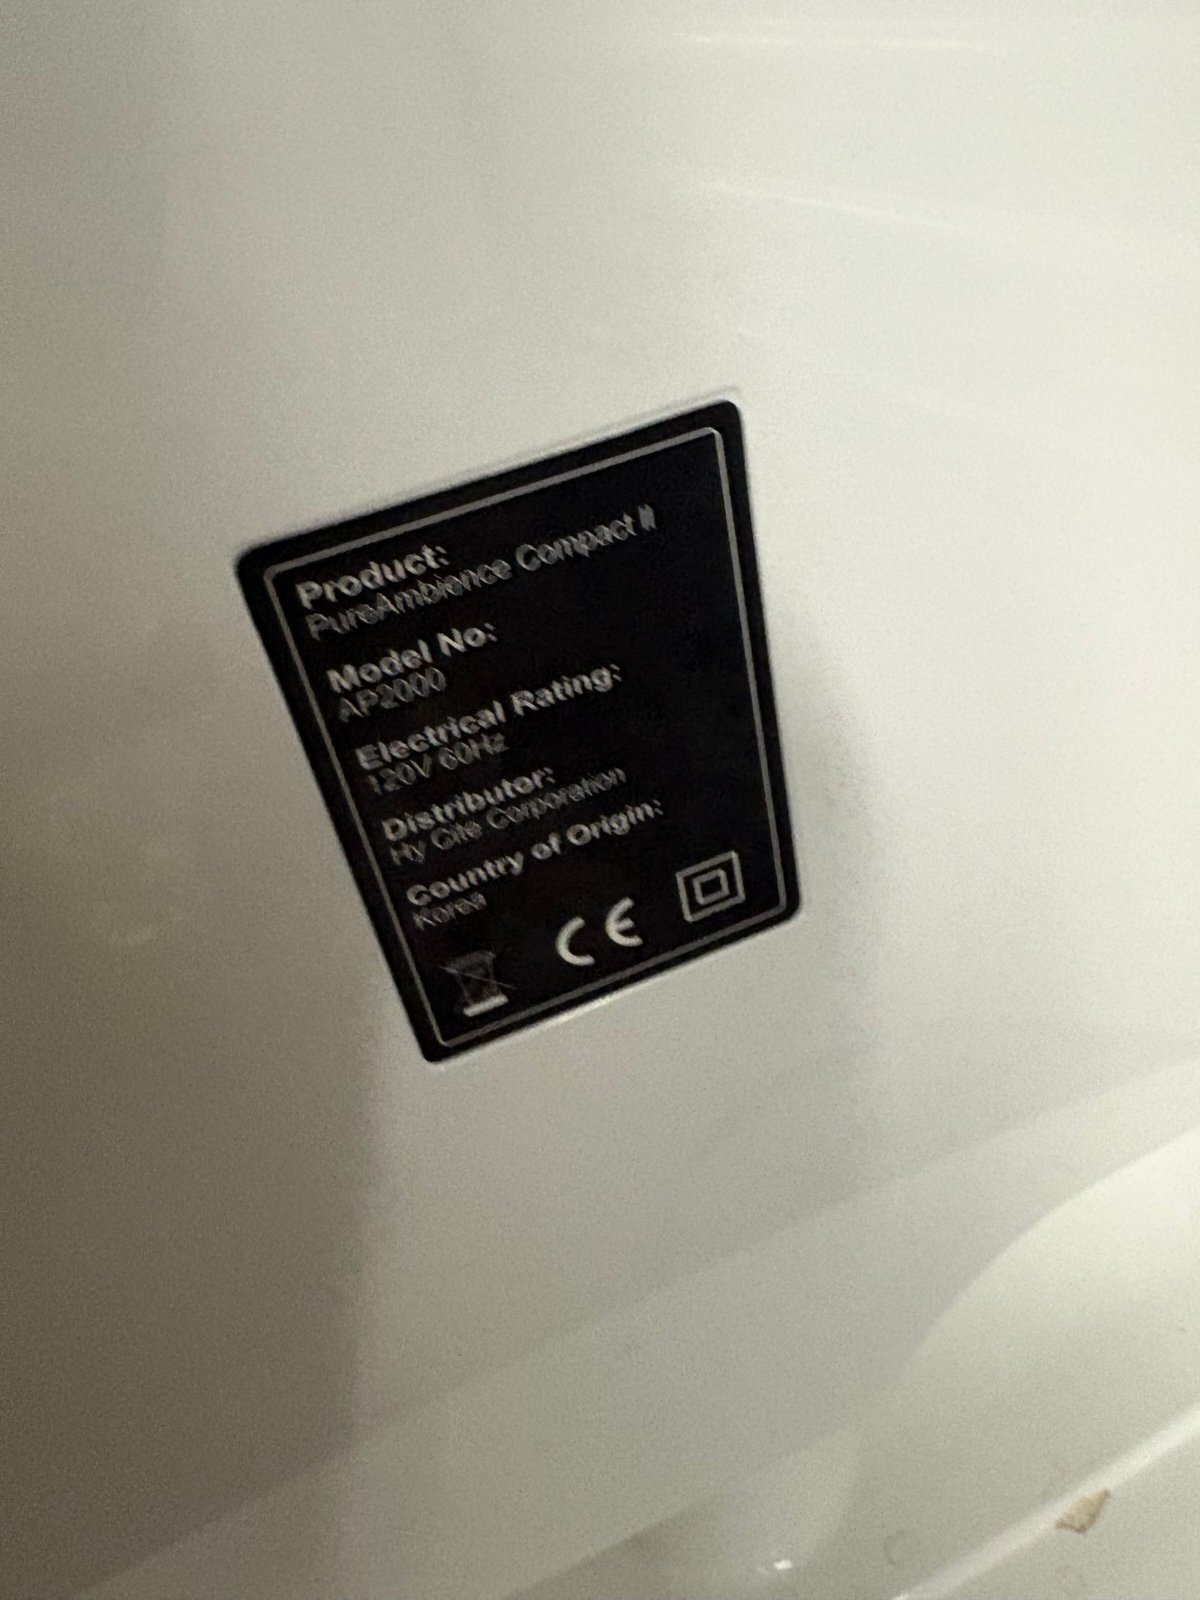 Product:
PureAmbience Compact II
Model No:
AP2000
Electrical Rating:
120V 60Hz
Distributor:
Hy Cite Corporation
Country of Origin:
Korea
CE